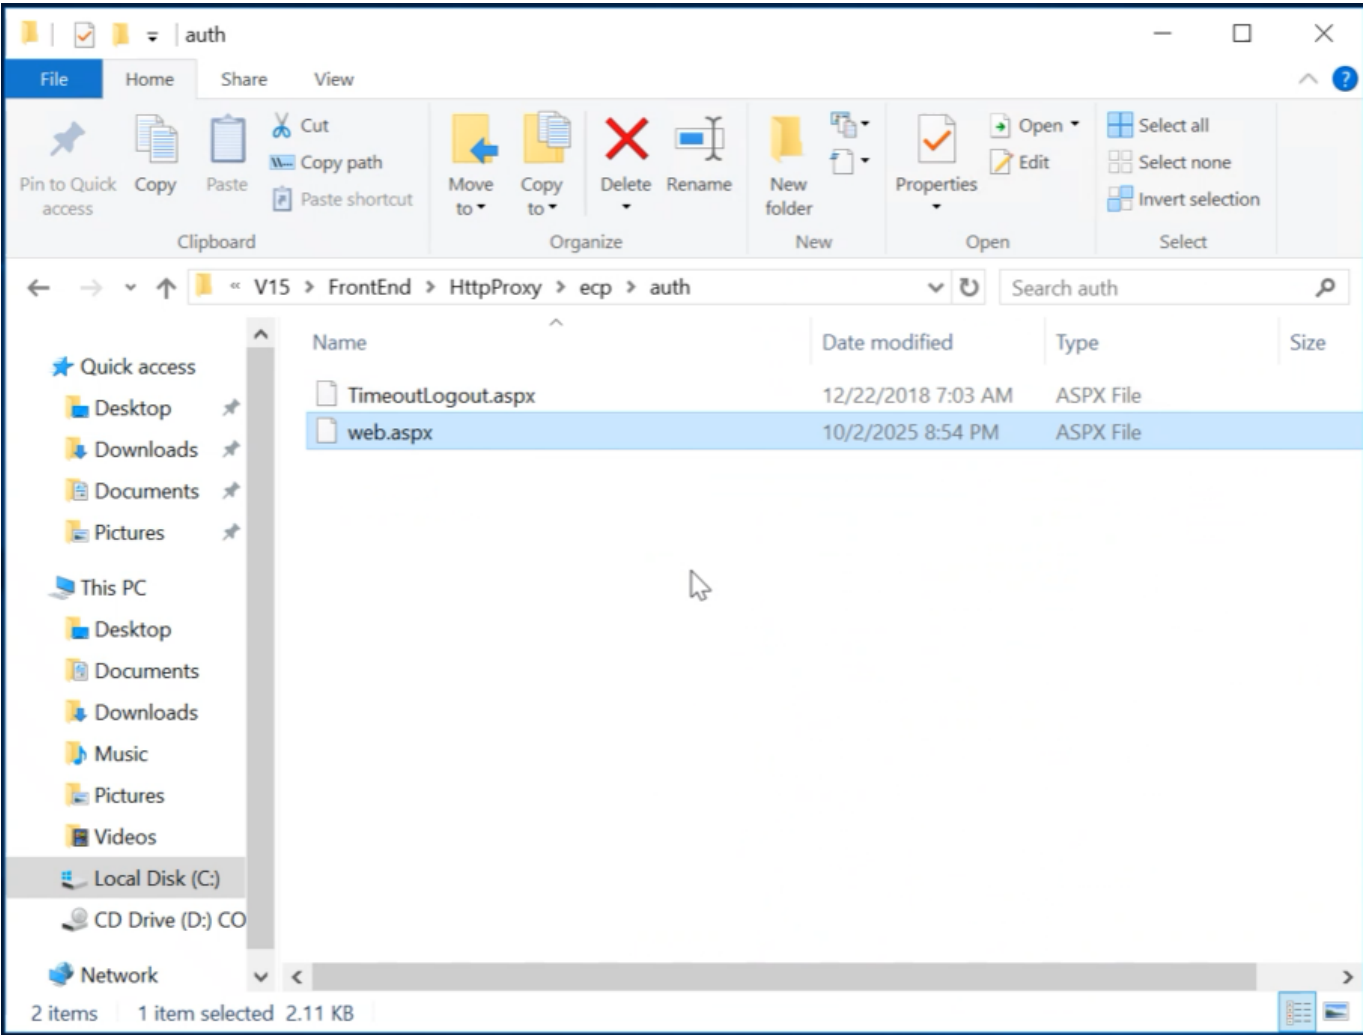 auth
File Home Share View
Pin to Quick access
Copy
Paste
Cut
Copy path
Paste shortcut
Clipboard
Move to
Copy to
Delete
Rename
Organize
New folder
New
Properties
Open
Edit
Open
Select all
Select none
Invert selection
Select
« V15 > FrontEnd > HttpProxy > ecp > auth
Search auth
Name Date modified Type Size
TimeoutLogout.aspx 12/22/2018 7:03 AM ASPX File
web.aspx 10/2/2025 8:54 PM ASPX File
Quick access
Desktop
Downloads
Documents
Pictures
This PC
Desktop
Documents
Downloads
Music
Pictures
Videos
Local Disk (C:)
CD Drive (D:) CO
Network
2 items 1 item selected 2.11 KB